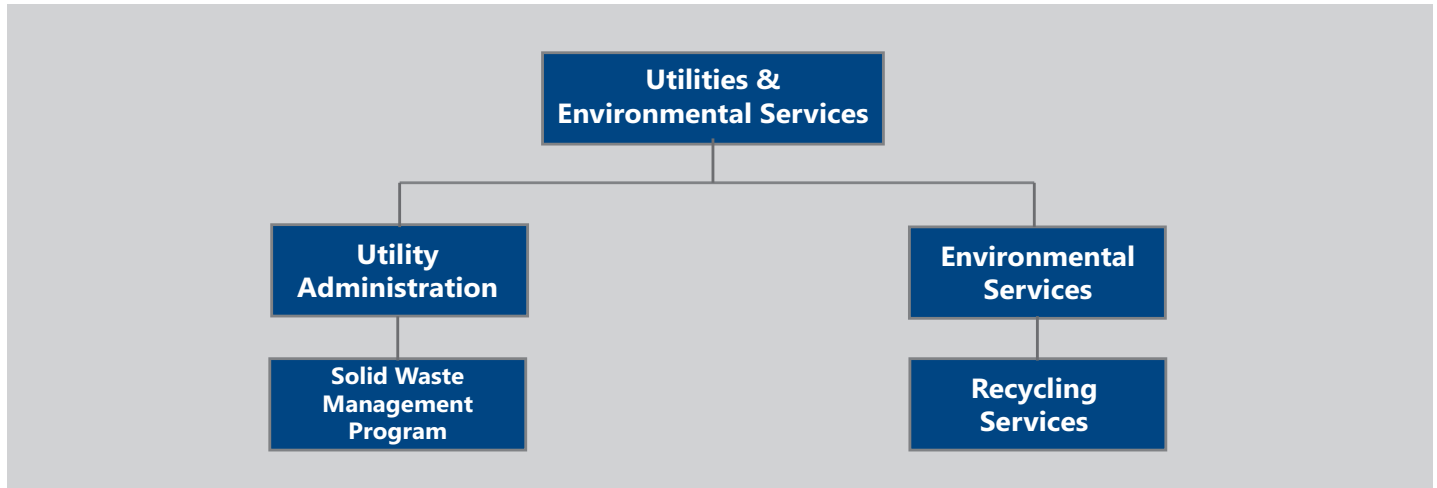 Utilities &
Environmental Services
Utility
Administration
Environmental
Services
Solid Waste
Management
Program
Recycling
Services